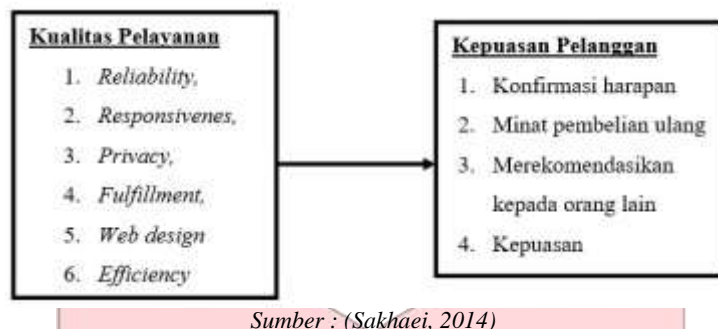 Kualitas Pelayanan
1. Reliability,
2. Responsivenes,
3. Privacy,
4. Fulfillment,
5. Web design
6. Efficiency
Kepuasan Pelanggan
1. Konfirmasi harapan
2. Minat pembelian ulang
3. Merekomendasikan
kepada orang lain
4. Kepuasan
Sumber : (Sakhaei, 2014)